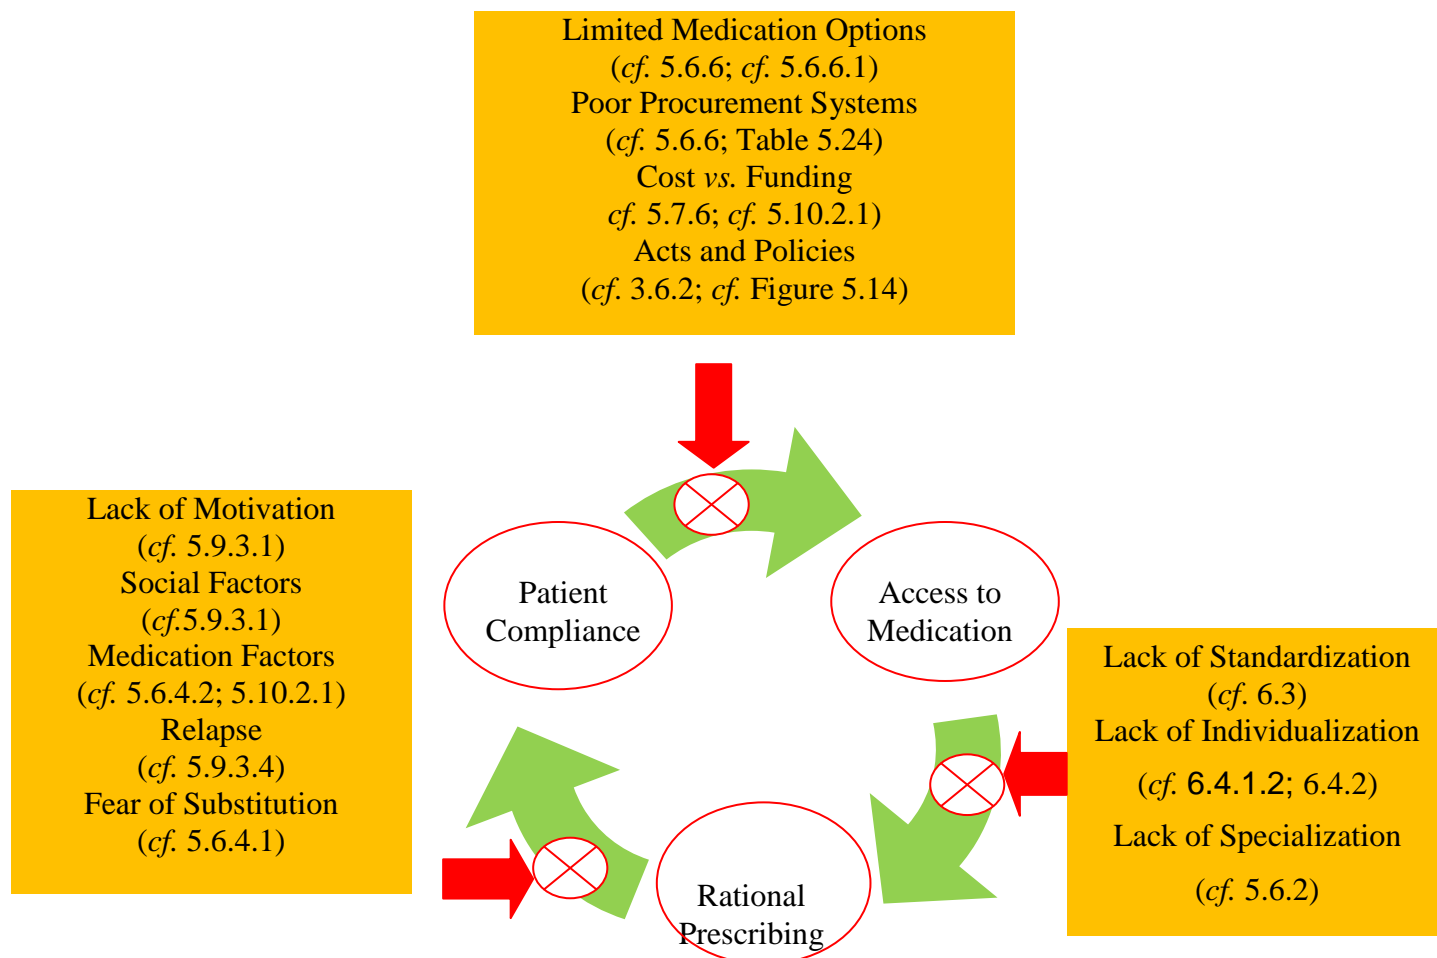 Limited Medication Options
(cf. 5.6.6; cf. 5.6.6.1)
Poor Procurement Systems
(cf. 5.6.6; Table 5.24)
Cost vs. Funding
cf. 5.7.6; cf. 5.10.2.1)
Acts and Policies
(cf. 3.6.2; cf. Figure 5.14)
Lack of Motivation
(cf. 5.9.3.1)
Social Factors
(cf.5.9.3.1)
Medication Factors
(cf. 5.6.4.2; 5.10.2.1)
Relapse
(cf. 5.9.3.4)
Fear of Substitution
(cf. 5.6.4.1)
Patient
Compliance
Access to
Medication
Lack of Standardization
(cf. 6.3)
Lack of Individualization
(cf. 6.4.1.2; 6.4.2)
Lack of Specialization
(cf. 5.6.2)
Rational
Prescribing